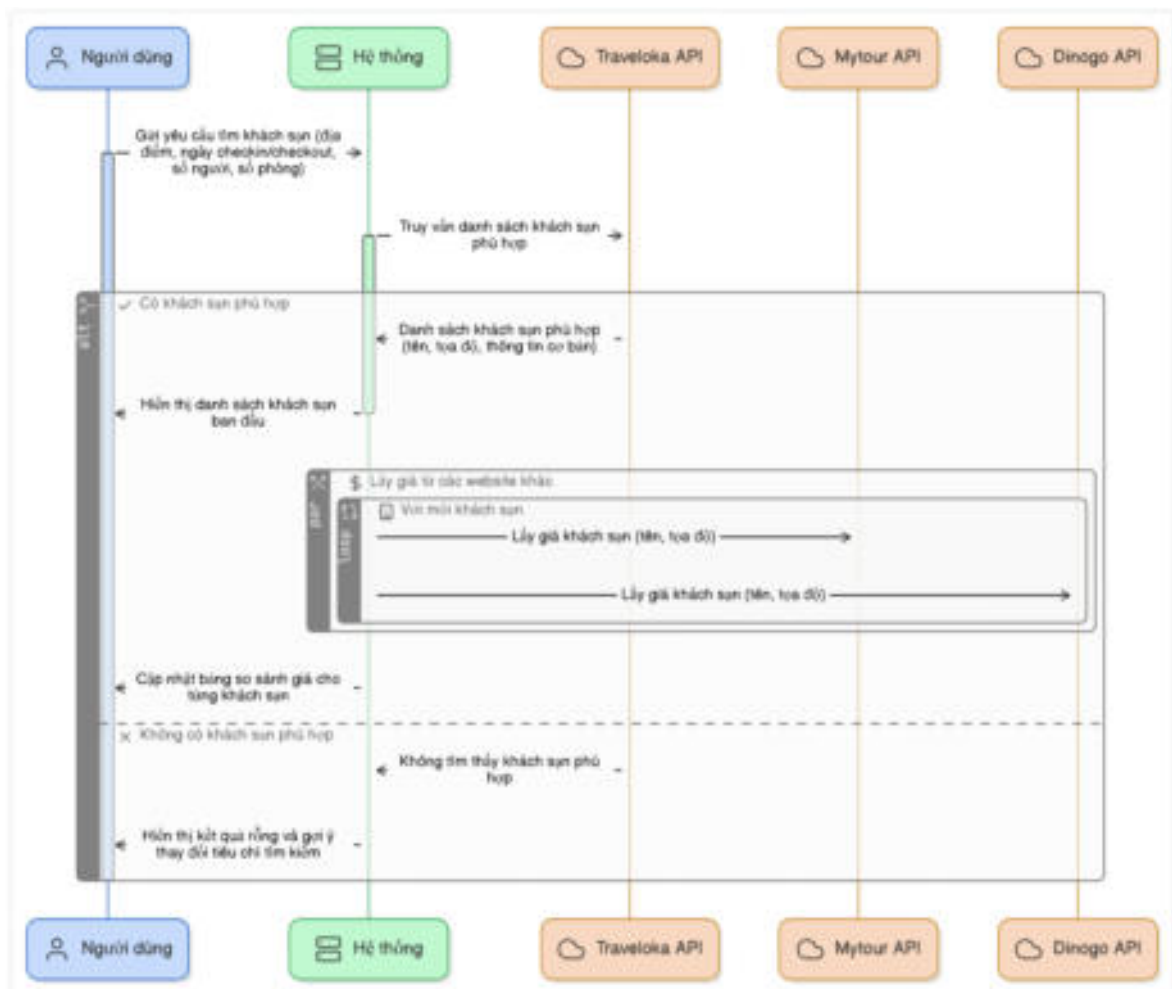 Người dùng
Hệ thống
Traveloka API
Mytour API
Dinogo API
Gửi yêu cầu tìm khách sạn (địa
điểm, ngày checkin/checkout,
số người, số phòng)
Truy vấn danh sách khách sạn
phù hợp
alt
Có khách sạn phù hợp
Danh sách khách sạn phù hợp
(tên, tọa độ, thông tin cơ bản)
Hiển thị danh sách khách sạn
ban đầu
par
$ Lấy giá từ các website khác
loop
Với mỗi khách sạn
Lấy giá khách sạn (tên, tọa độ)
Lấy giá khách sạn (tên, tọa độ)
Cập nhật bảng so sánh giá cho
từng khách sạn
Không có khách sạn phù hợp
Không tìm thấy khách sạn phù
hợp
Hiển thị kết quả rỗng và gợi ý
thay đổi tiêu chí tìm kiếm
Người dùng
Hệ thống
Traveloka API
Mytour API
Dinogo API